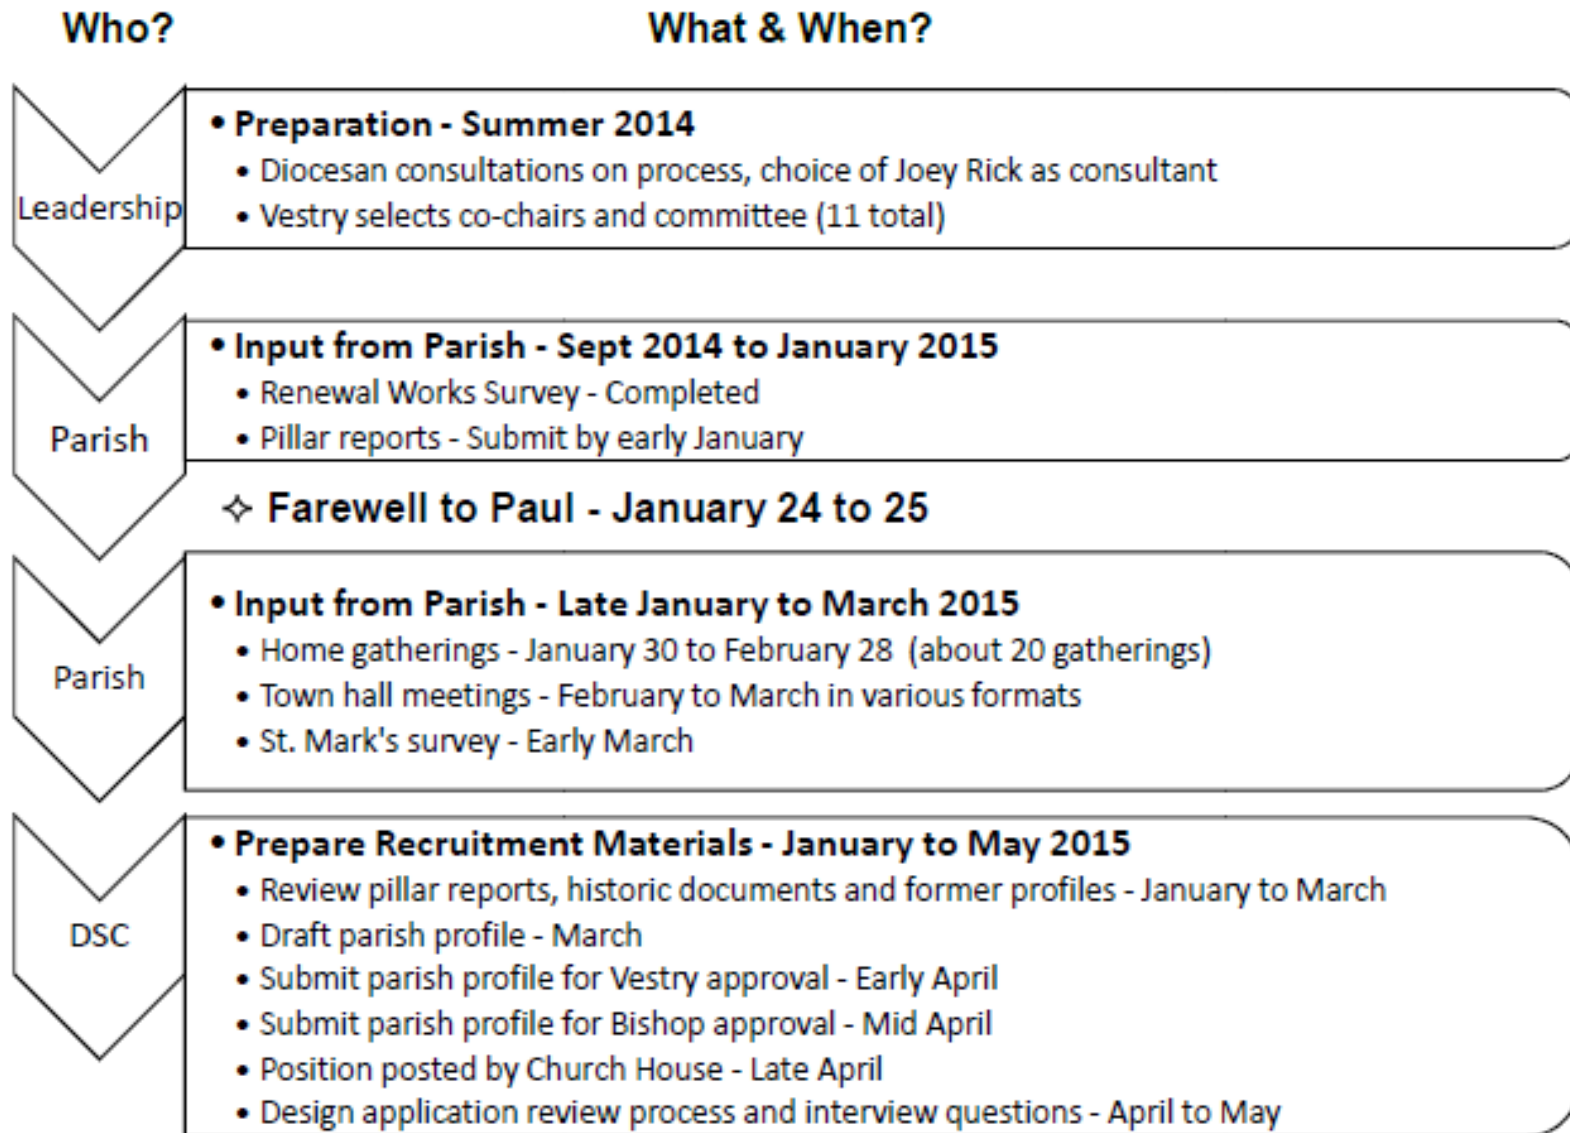 Who?
What & When?
Leadership
• Preparation - Summer 2014
• Diocesan consultations on process, choice of Joey Rick as consultant
• Vestry selects co-chairs and committee (11 total)
Parish
• Input from Parish - Sept 2014 to January 2015
• Renewal Works Survey - Completed
• Pillar reports - Submit by early January
✧ Farewell to Paul - January 24 to 25
Parish
• Input from Parish - Late January to March 2015
• Home gatherings - January 30 to February 28 (about 20 gatherings)
• Town hall meetings - February to March in various formats
• St. Mark's survey - Early March
DSC
• Prepare Recruitment Materials - January to May 2015
• Review pillar reports, historic documents and former profiles - January to March
• Draft parish profile - March
• Submit parish profile for Vestry approval - Early April
• Submit parish profile for Bishop approval - Mid April
• Position posted by Church House - Late April
• Design application review process and interview questions - April to May